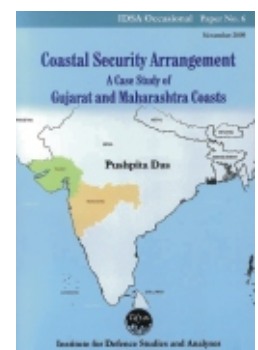 IDSA Occasional Paper No. 6
November 2009
Coastal Security Arrangement
A Case Study of
Gujarat and Maharashtra Coasts
Pushpita Das
Institute for Defence Studies and Analyses